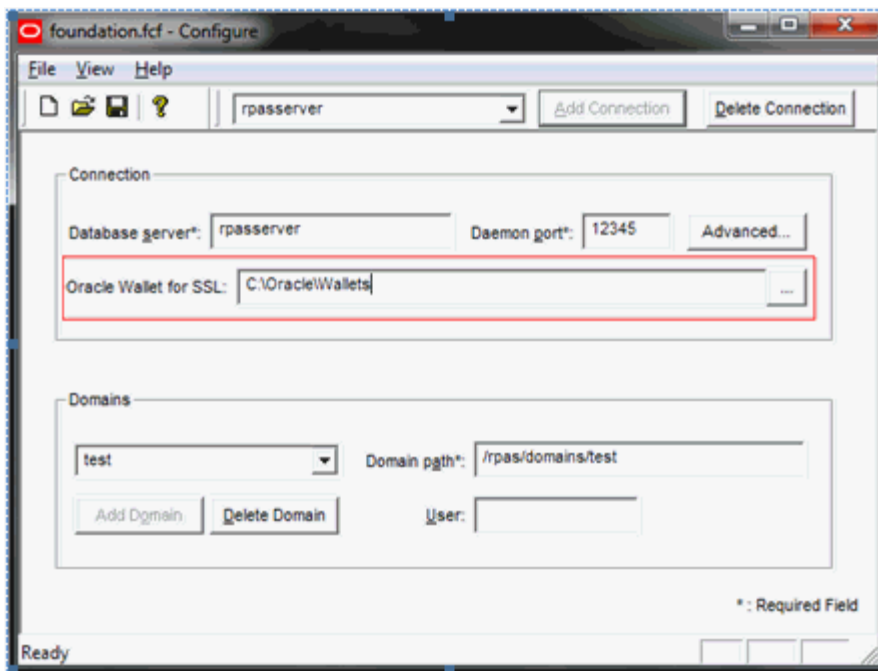 foundation.fcf - Configure
File View Help
rpasserver Add Connection Delete Connection
Connection
Database server*: rpasserver Daemon port*: 12345 Advanced...
Oracle Wallet for SSL: C:\Oracle\Wallets ...
Domains
test Domain path*: /rpas/domains/test
Add Domain Delete Domain User:
* : Required Field
Ready